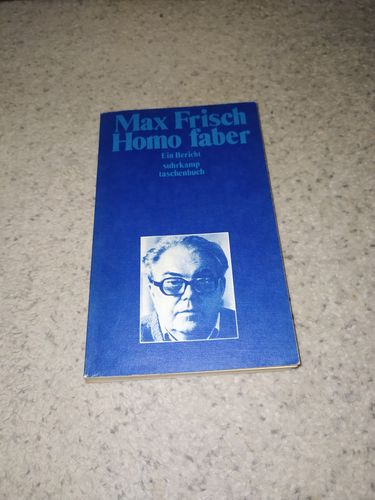 Max Frisch
Homo faber
Ein Bericht
suhrkamp
taschenbuch